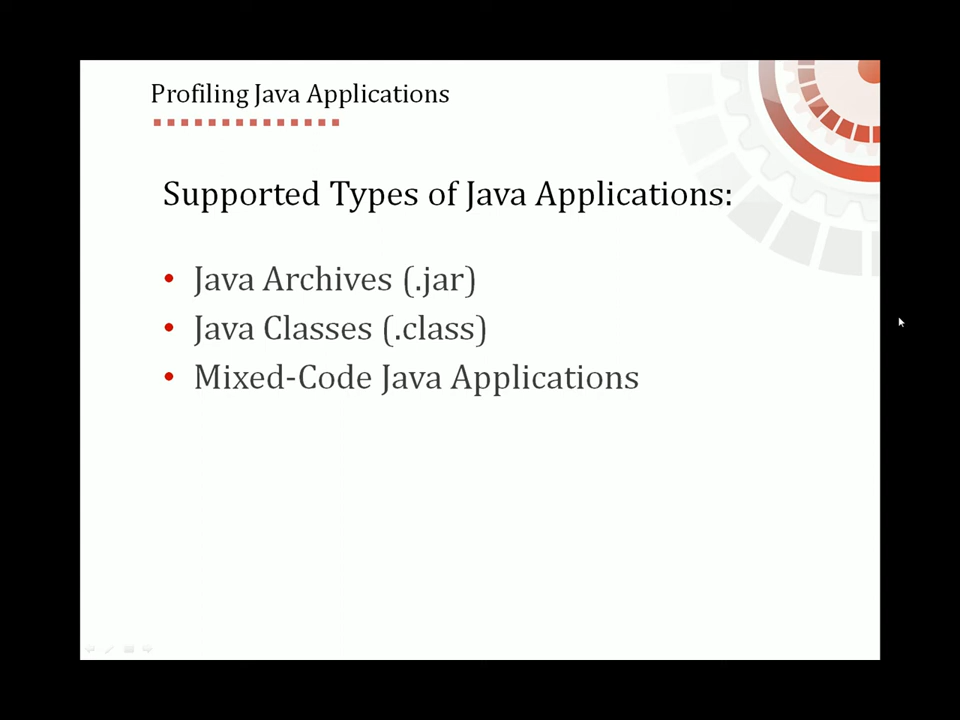 Profiling Java Applications
Supported Types of Java Applications:
• Java Archives (.jar)
• Java Classes (.class)
• Mixed-Code Java Applications